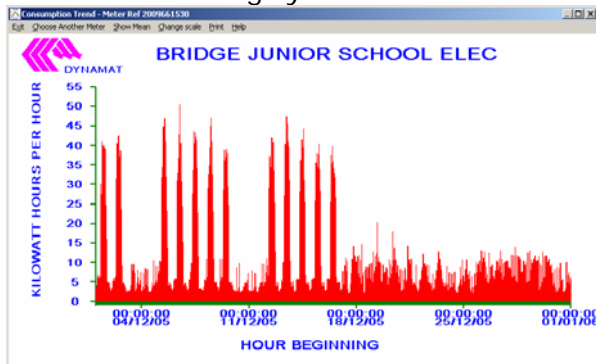 Consumption Trend - Meter Ref 2009661530
Exit Choose Another Meter Show Mean Change scale Print Help
DYNAMAT
BRIDGE JUNIOR SCHOOL ELEC
KILOWATT HOURS PER HOUR
55
50
45
40
35
30
25
20
15
10
5
0
00:00:00 00:00:00 00:00:00 00:00:00 00:00:00
04/12/05 11/12/05 18/12/05 25/12/05 01/01/06
HOUR BEGINNING